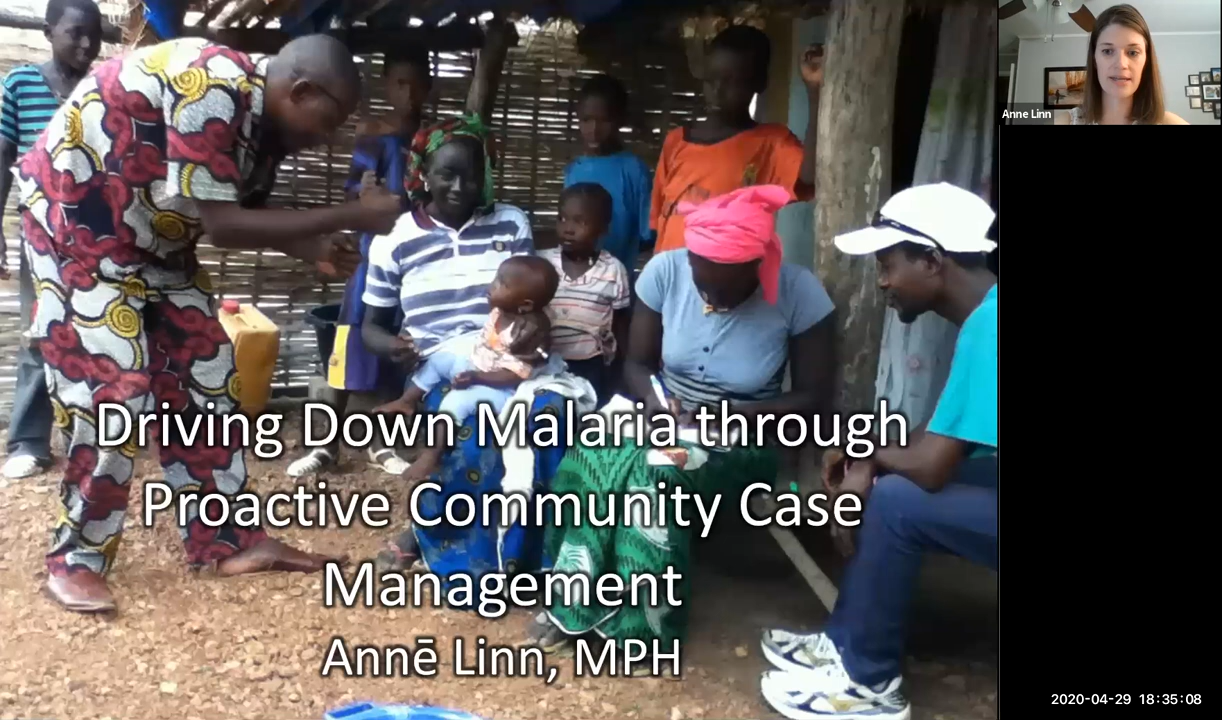 Driving Down Malaria through
Proactive Community Case
Management
Annē Linn, MPH
Anne Linn
2020-04-29 18:35:08